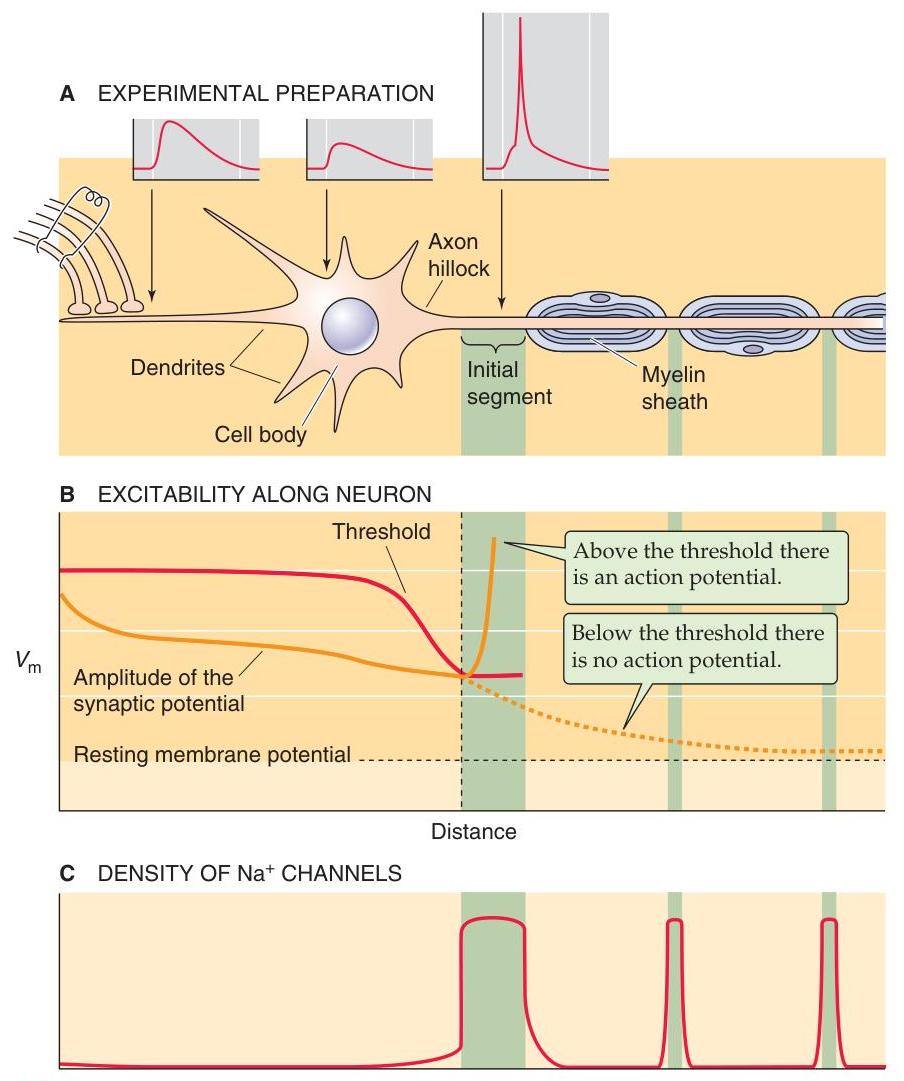 A EXPERIMENTAL PREPARATION
Axon
hillock
Dendrites
Cell body
Initial
segment
Myelin
sheath
B EXCITABILITY ALONG NEURON
Threshold
Above the threshold there
is an action potential.
Below the threshold there
is no action potential.
Vm
Amplitude of the
synaptic potential
Resting membrane potential
Distance
C DENSITY OF Na+ CHANNELS